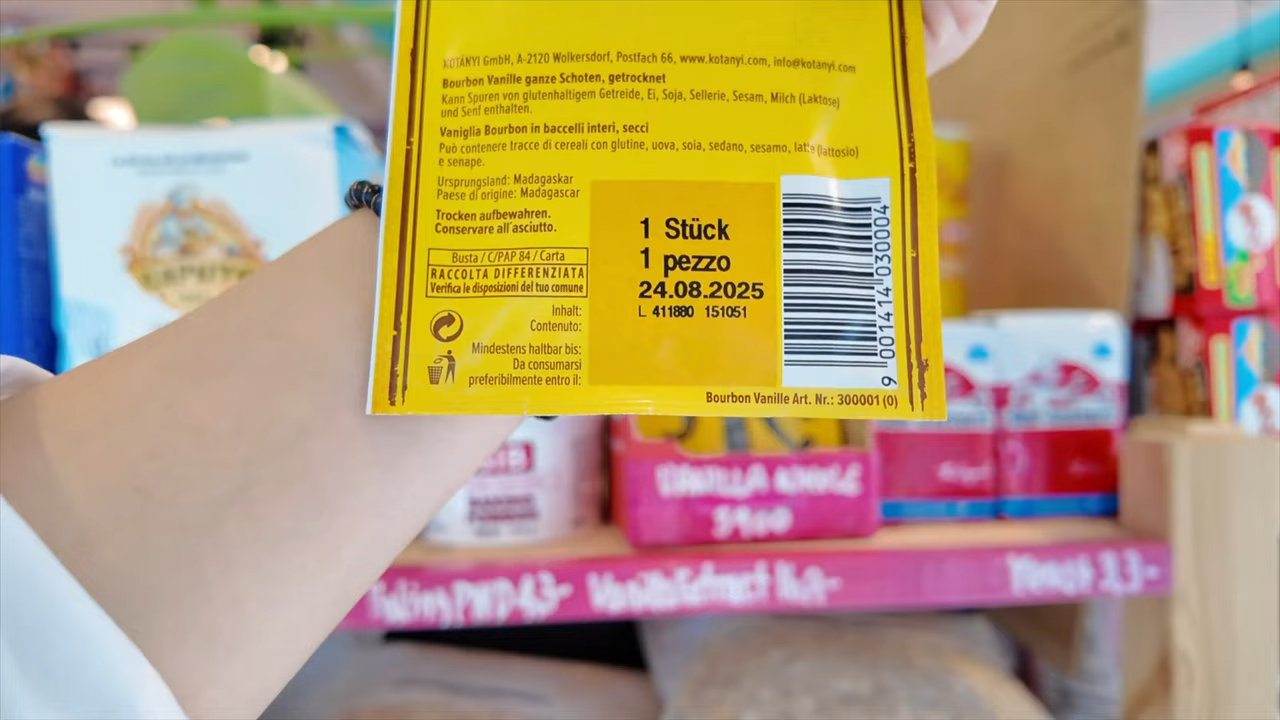 KOTÁNYI GmbH, A-2120 Wolkersdorf, Postfach 66, www.kotanyi.com, info@kotanyi.com
Bourbon Vanille ganze Schoten, getrocknet
Kann Spuren von glutenhaltigem Getreide, Ei, Soja, Sellerie, Sesam, Milch (Laktose)
und Senf enthalten.
Vaniglia Bourbon in baccelli interi, secci
Può contenere tracce di cereali con glutine, uova, soia, sedano, sesamo, latte (lattosio)
e senape.
Ursprungsland: Madagaskar
Paese di origine: Madagascar
Trocken aufbewahren.
Conservare all'asciutto.
Busta / C/PAP 84 / Carta
RACCOLTA DIFFERENZIATA
Verifica le disposizioni del tuo comune
Inhalt:
Contenuto:
Mindestens haltbar bis:
Da consumarsi
preferibilmente entro il:
1 Stück
1 pezzo
24.08.2025
L 411880 151051
9 001414 030004
Bourbon Vanille Art. Nr.: 300001 (0)
CAPUTO
VANILLA WHOLE